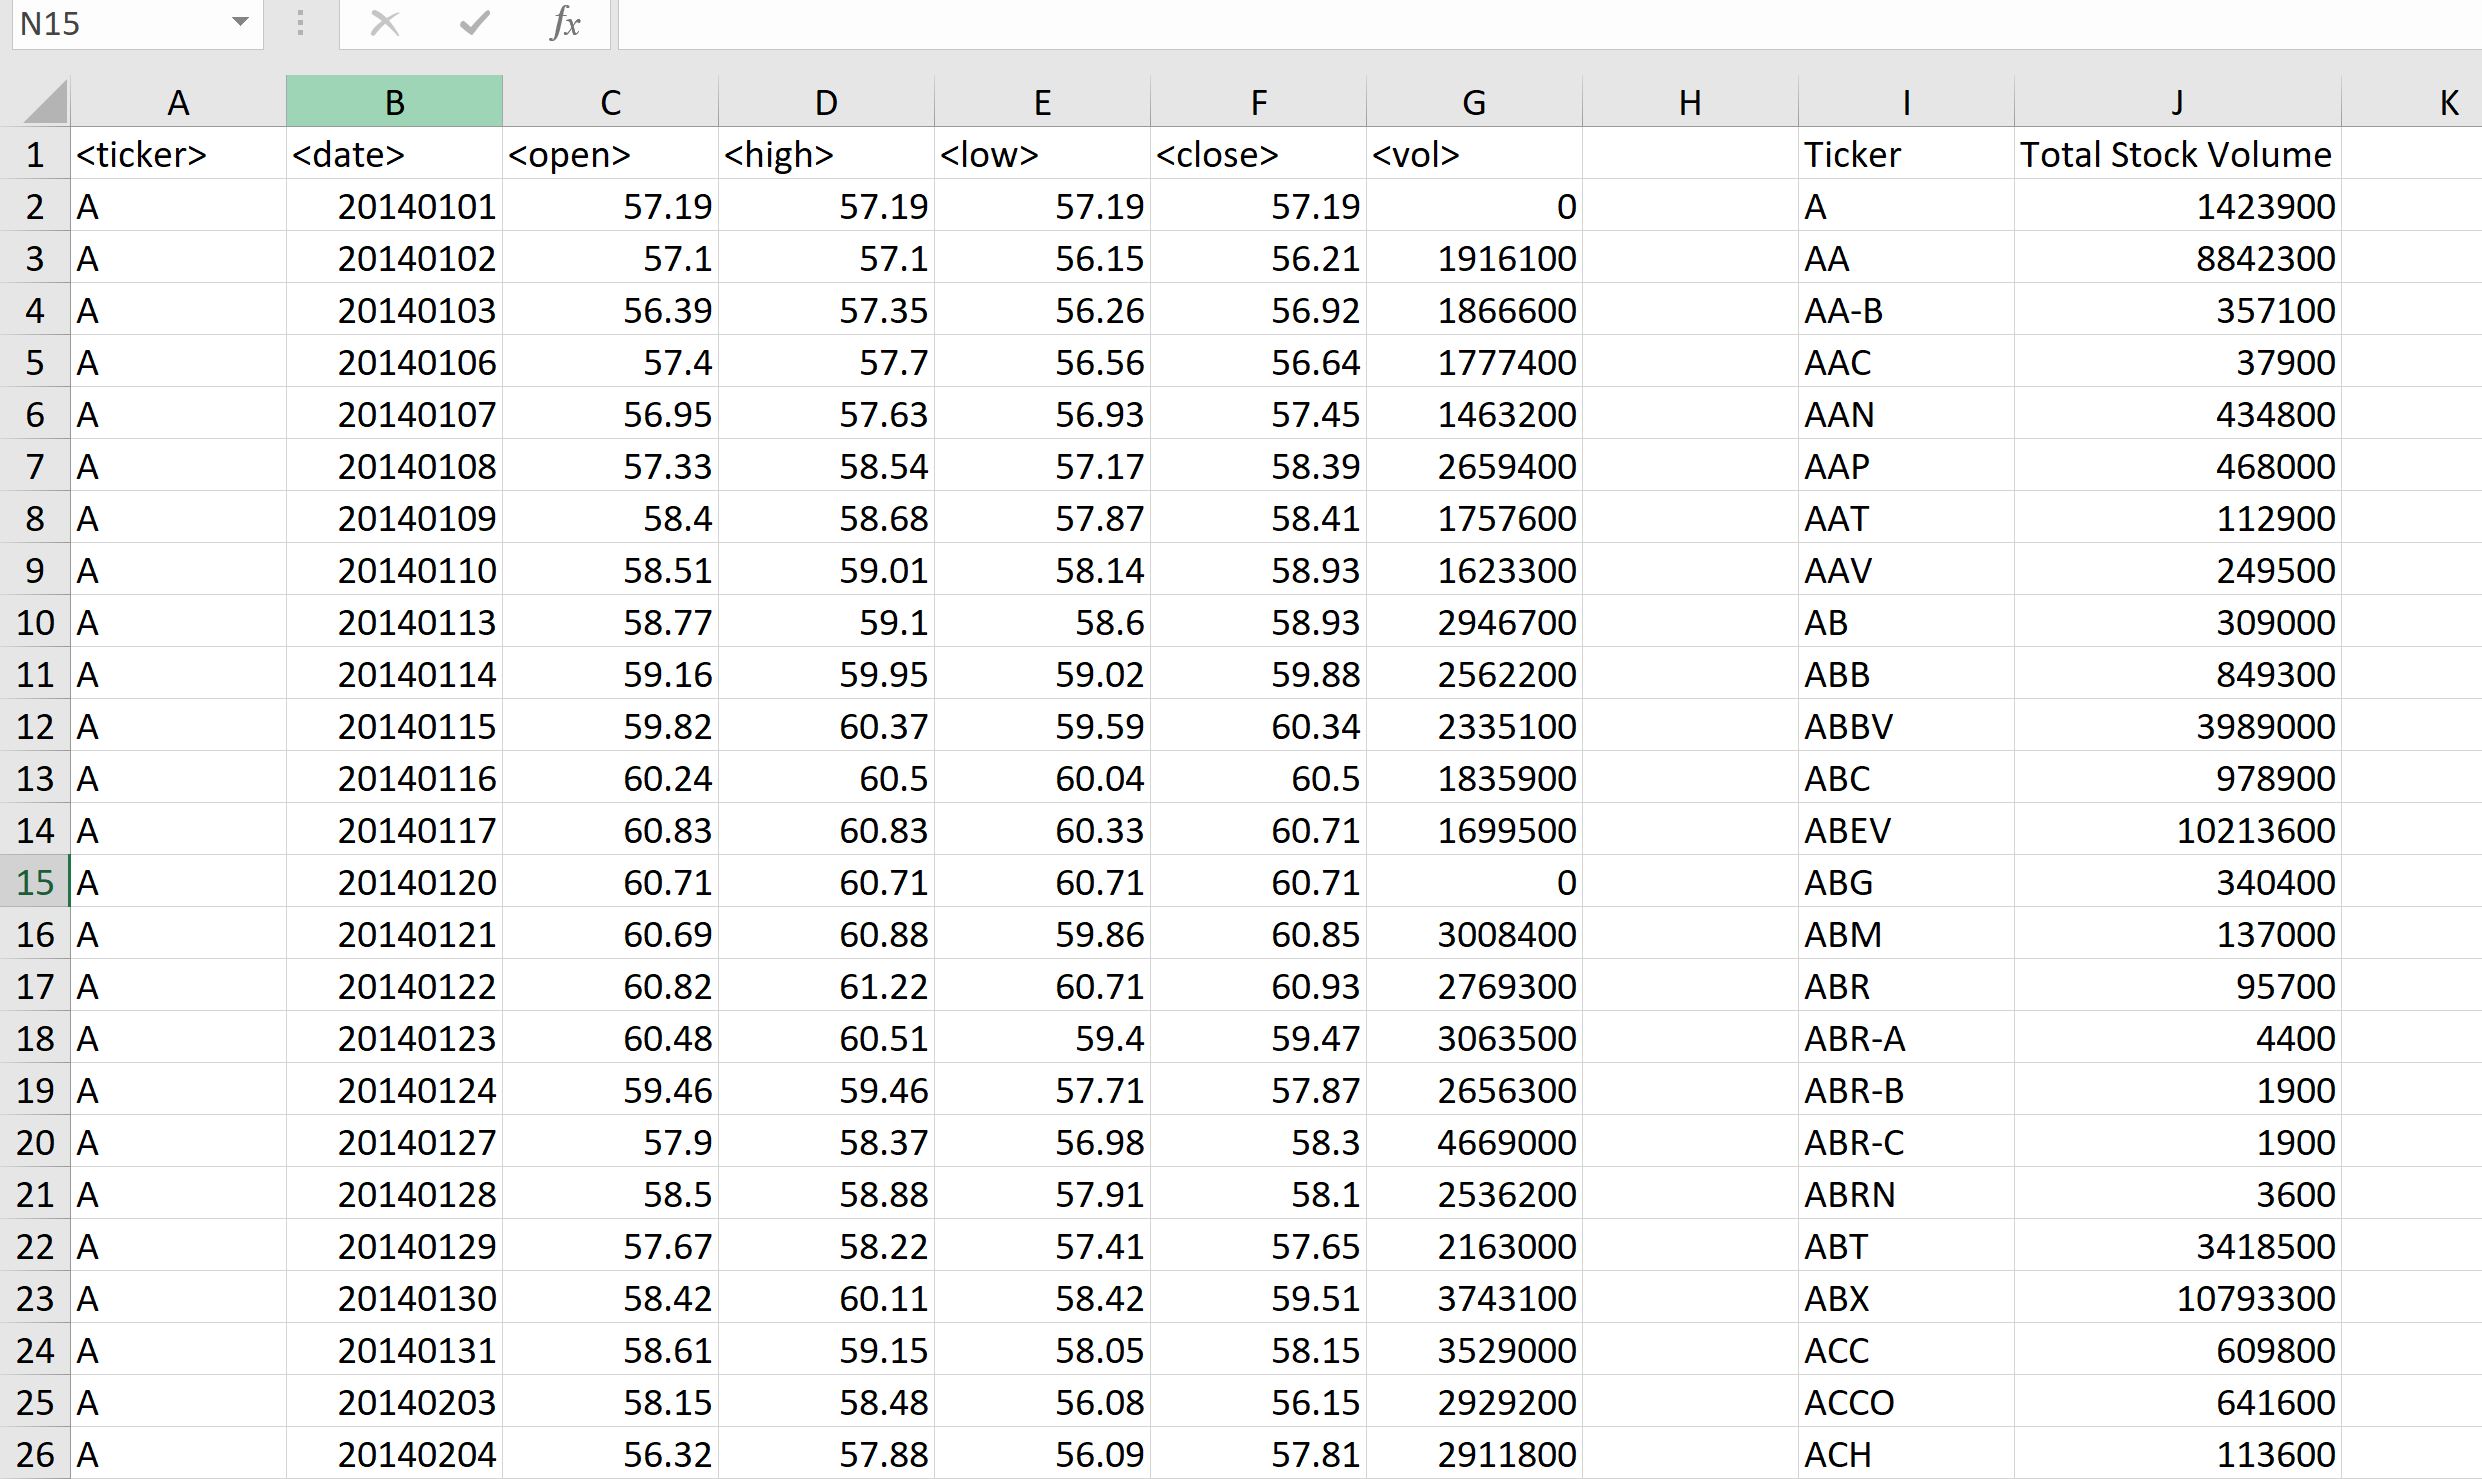 N15 fx
A B C D E F G H I J K
1 <ticker> <date> <open> <high> <low> <close> <vol> Ticker Total Stock Volume
2 A 20140101 57.19 57.19 57.19 57.19 0 A 1423900
3 A 20140102 57.1 57.1 56.15 56.21 1916100 AA 8842300
4 A 20140103 56.39 57.35 56.26 56.92 1866600 AA-B 357100
5 A 20140106 57.4 57.7 56.56 56.64 1777400 AAC 37900
6 A 20140107 56.95 57.63 56.93 57.45 1463200 AAN 434800
7 A 20140108 57.33 58.54 57.17 58.39 2659400 AAP 468000
8 A 20140109 58.4 58.68 57.87 58.41 1757600 AAT 112900
9 A 20140110 58.51 59.01 58.14 58.93 1623300 AAV 249500
10 A 20140113 58.77 59.1 58.6 58.93 2946700 AB 309000
11 A 20140114 59.16 59.95 59.02 59.88 2562200 ABB 849300
12 A 20140115 59.82 60.37 59.59 60.34 2335100 ABBV 3989000
13 A 20140116 60.24 60.5 60.04 60.5 1835900 ABC 978900
14 A 20140117 60.83 60.83 60.33 60.71 1699500 ABEV 10213600
15 A 20140120 60.71 60.71 60.71 60.71 0 ABG 340400
16 A 20140121 60.69 60.88 59.86 60.85 3008400 ABM 137000
17 A 20140122 60.82 61.22 60.71 60.93 2769300 ABR 95700
18 A 20140123 60.48 60.51 59.4 59.47 3063500 ABR-A 4400
19 A 20140124 59.46 59.46 57.71 57.87 2656300 ABR-B 1900
20 A 20140127 57.9 58.37 56.98 58.3 4669000 ABR-C 1900
21 A 20140128 58.5 58.88 57.91 58.1 2536200 ABRN 3600
22 A 20140129 57.67 58.22 57.41 57.65 2163000 ABT 3418500
23 A 20140130 58.42 60.11 58.42 59.51 3743100 ABX 10793300
24 A 20140131 58.61 59.15 58.05 58.15 3529000 ACC 609800
25 A 20140203 58.15 58.48 56.08 56.15 2929200 ACCO 641600
26 A 20140204 56.32 57.88 56.09 57.81 2911800 ACH 113600